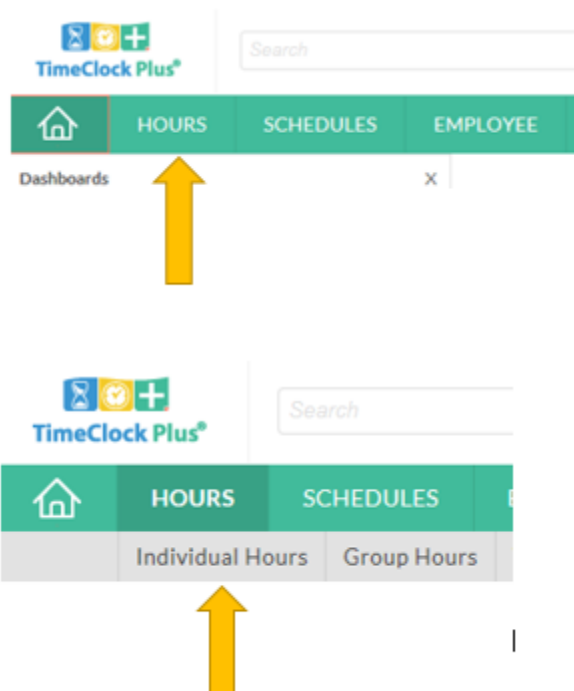 TimeClock Plus®
Search
HOURS SCHEDULES EMPLOYEE
Dashboards X
TimeClock Plus®
Search
HOURS SCHEDULES
Individual Hours Group Hours